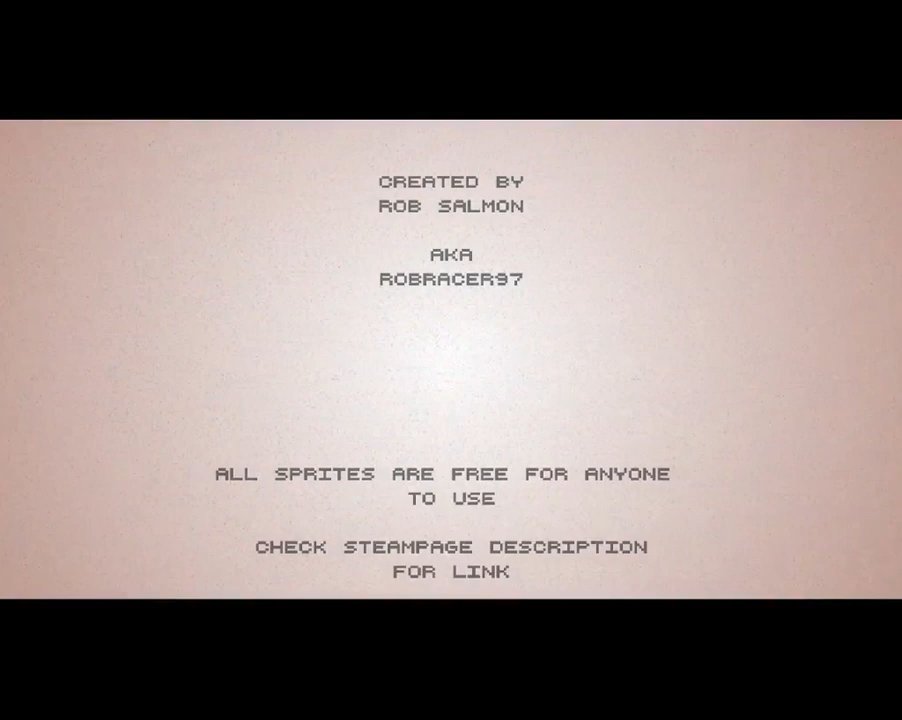 CREATED BY
ROB SALMON
AKA
ROBRACER97
ALL SPRITES ARE FREE FOR ANYONE
TO USE
CHECK STEAMPAGE DESCRIPTION
FOR LINK